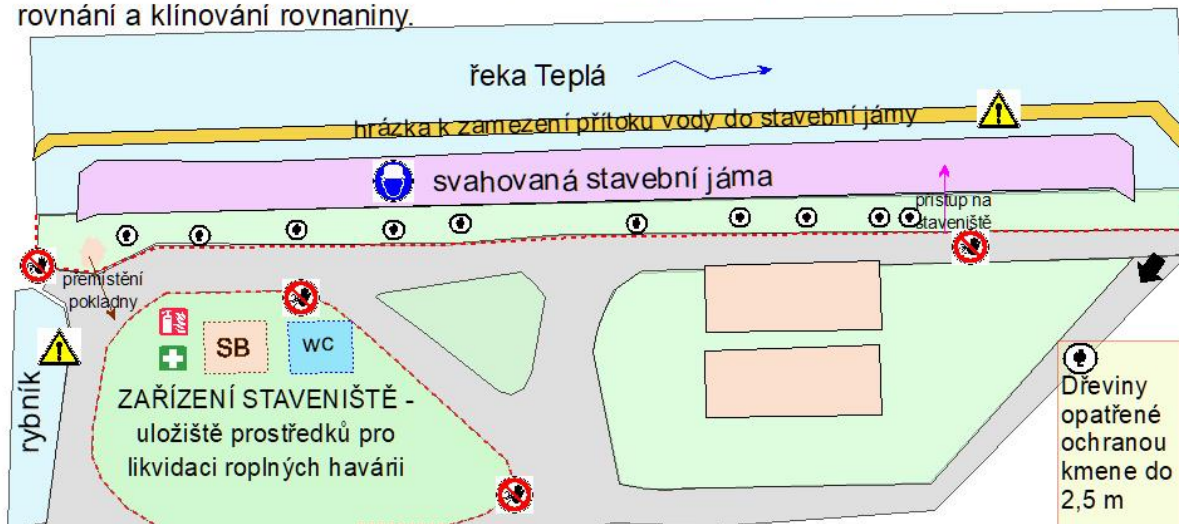 rovnání a klínování rovnaniny.
řeka Teplá
hrázka k zamezení přítoku vody do stavební jámy
svahovaná stavební jáma
přístup na
staveniště
přemístění
pokladny
rybník
SB
wc
ZAŘÍZENÍ STAVENIŠTĚ -
uložiště prostředků pro
likvidaci roplných havárii
Dřeviny
opatřené
ochranou
kmene do
2,5 m